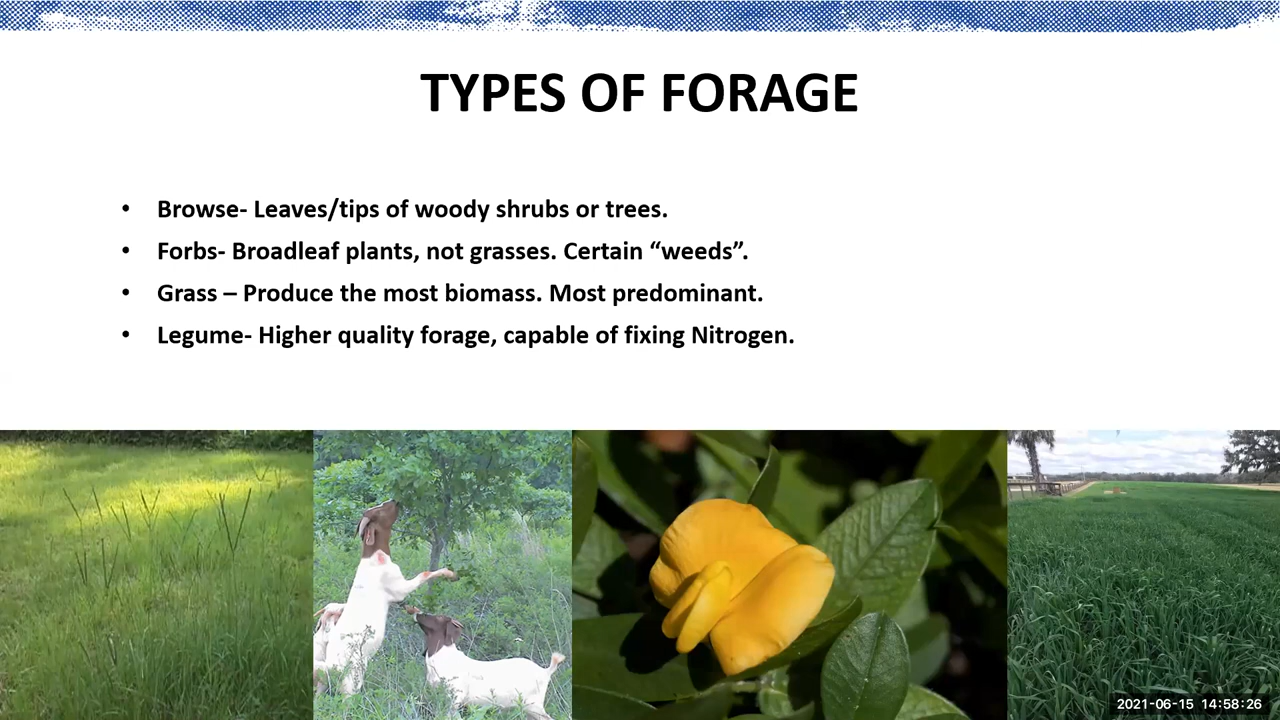 TYPES OF FORAGE
• Browse- Leaves/tips of woody shrubs or trees.
• Forbs- Broadleaf plants, not grasses. Certain “weeds”.
• Grass – Produce the most biomass. Most predominant.
• Legume- Higher quality forage, capable of fixing Nitrogen.
2021-06-15 14:58:26